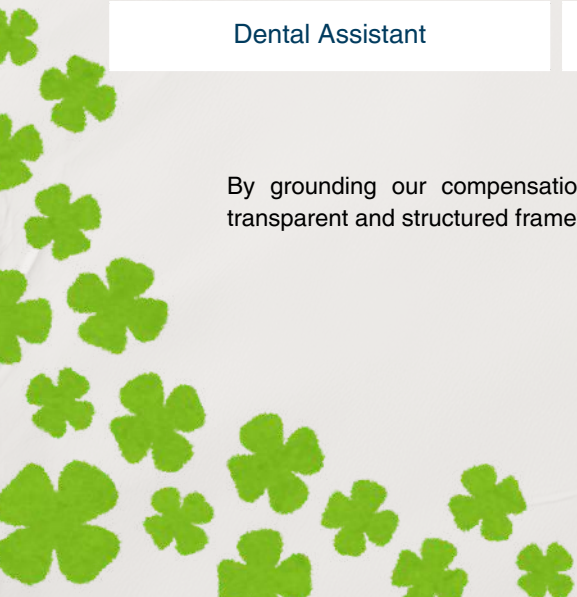 Dental Assistant
By grounding our compensatio
transparent and structured frame